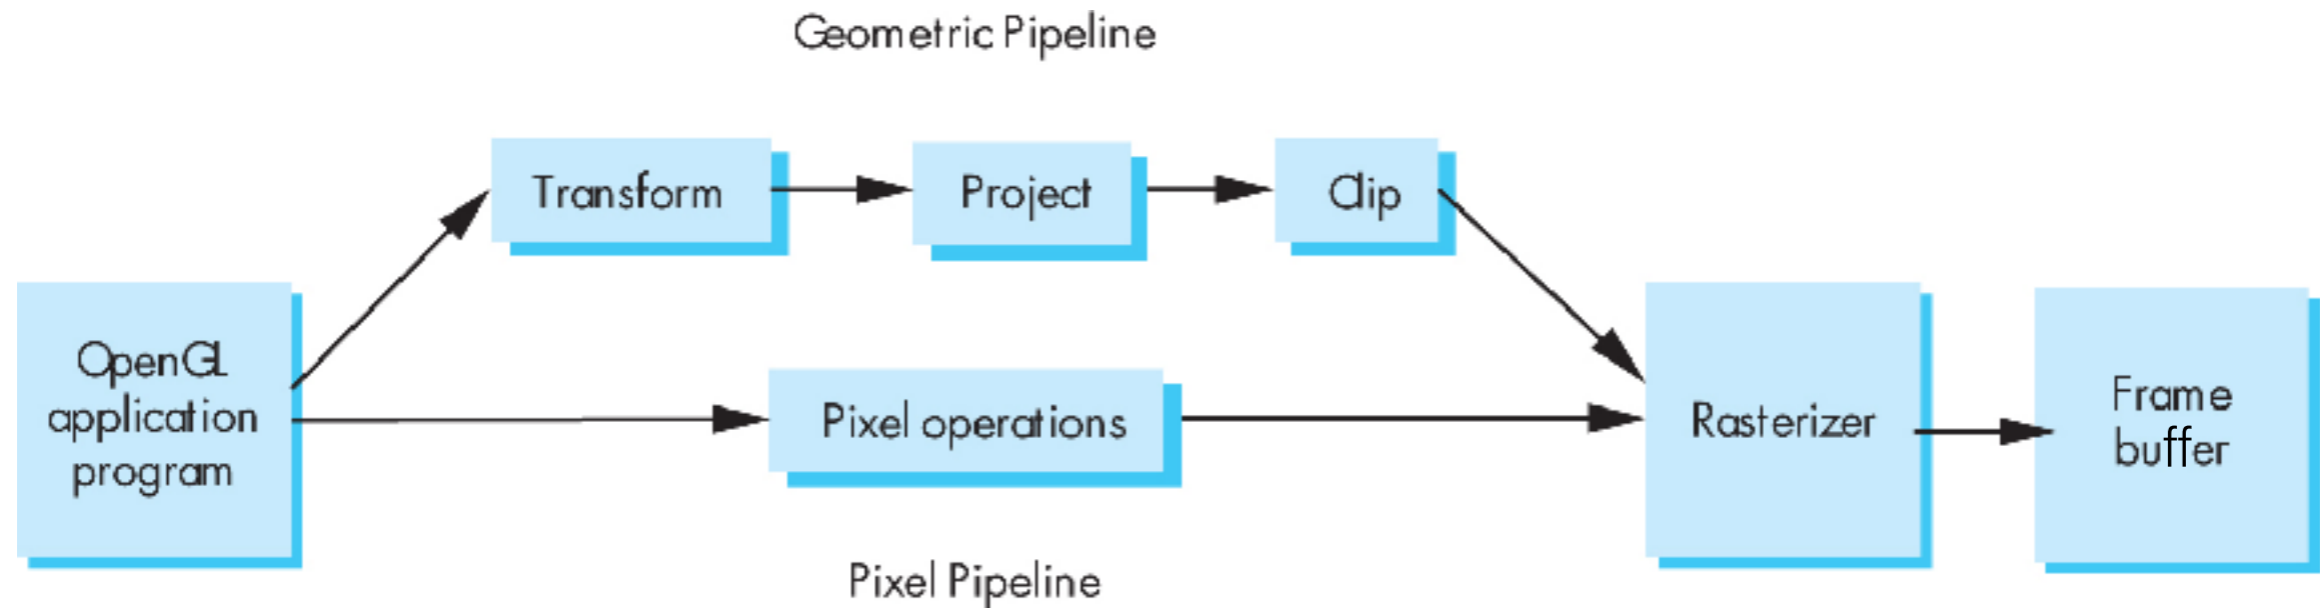 Geometric Pipeline
Transform
Project
Clip
OpenGL
application
program
Pixel operations
Rasterizer
Frame
buffer
Pixel Pipeline